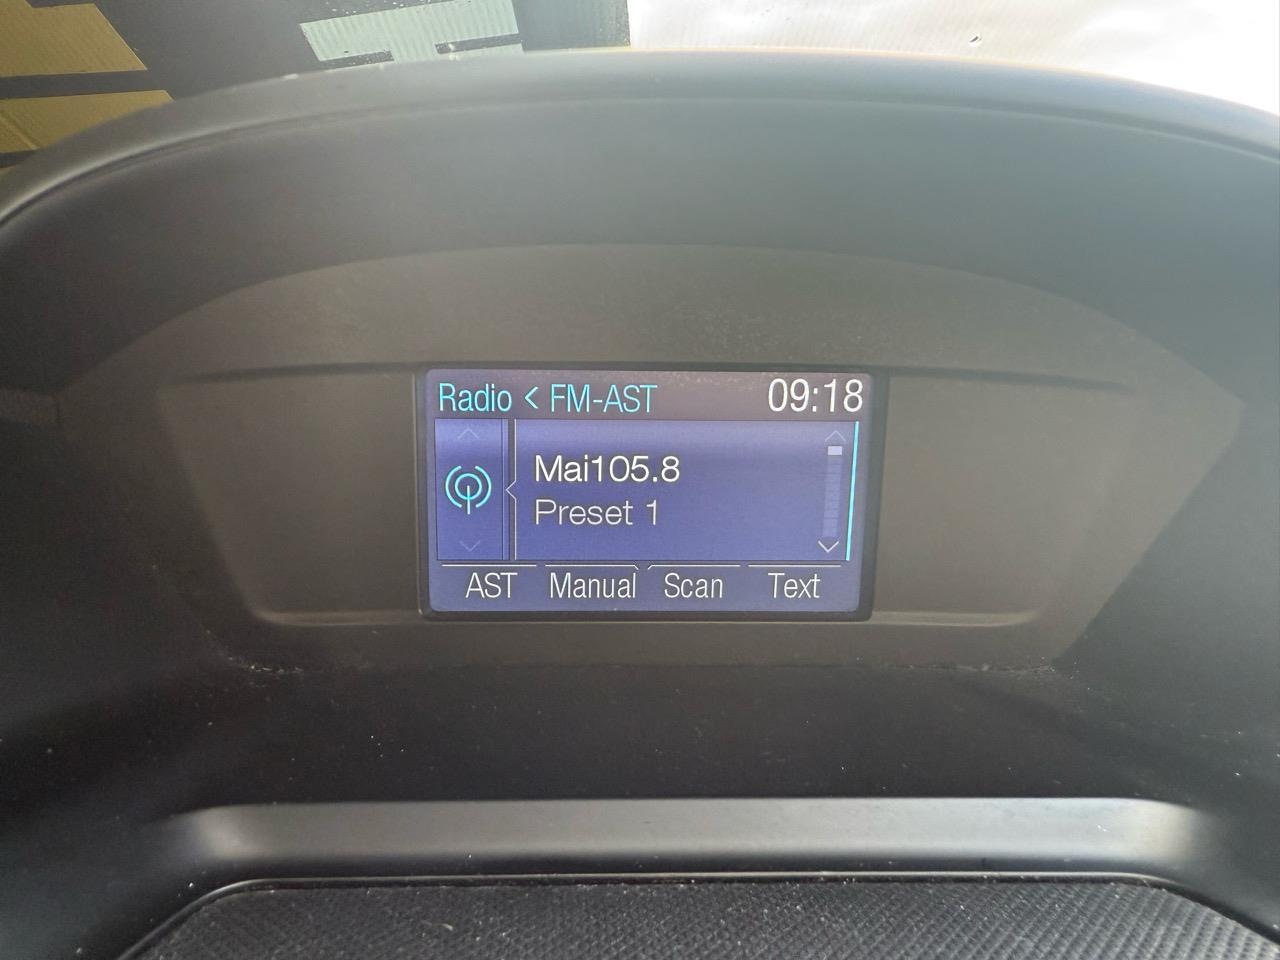 Radio < FM-AST 09:18
Mai105.8
Preset 1
AST Manual Scan Text